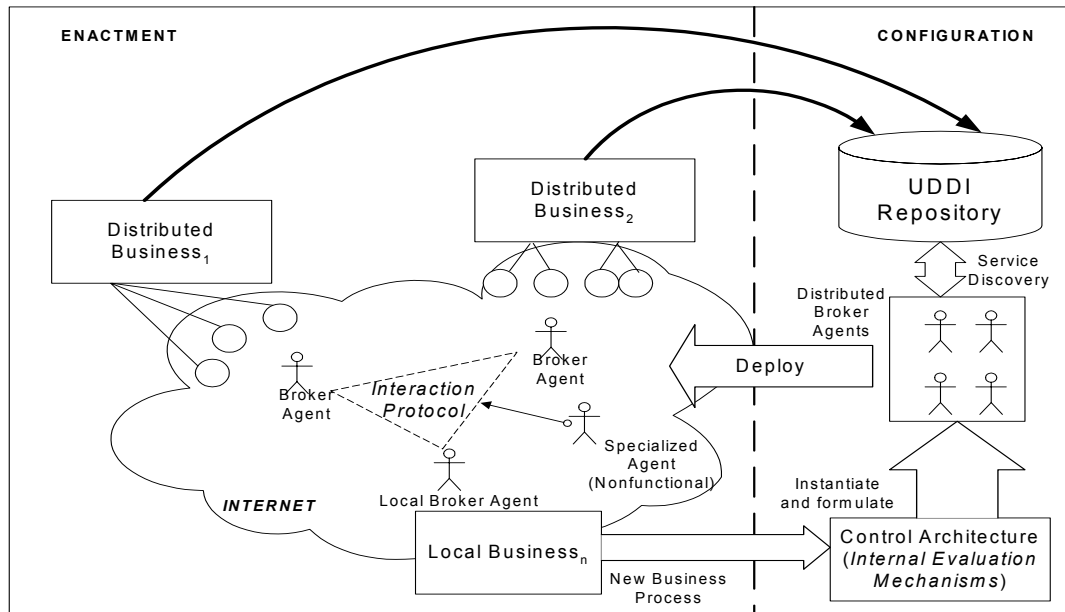 ENACTMENT
CONFIGURATION
Distributed
Business1
Distributed
Business2
UDDI
Repository
Service
Discovery
Distributed
Broker
Agents
Deploy
Broker
Agent
Broker
Agent
Interaction
Protocol
Specialized
Agent
(Nonfunctional)
Local Broker Agent
INTERNET
Instantiate
and formulate
Local Businessn
New Business
Process
Control Architecture
(Internal Evaluation
Mechanisms)